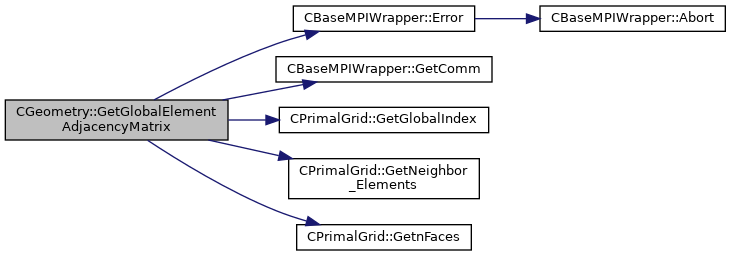 CBaseMPIWrapper::Error
CBaseMPIWrapper::Abort
CBaseMPIWrapper::GetComm
CGeometry::GetGlobalElement
AdjacencyMatrix
CPrimalGrid::GetGlobalIndex
CPrimalGrid::GetNeighbor
_Elements
CPrimalGrid::GetnFaces